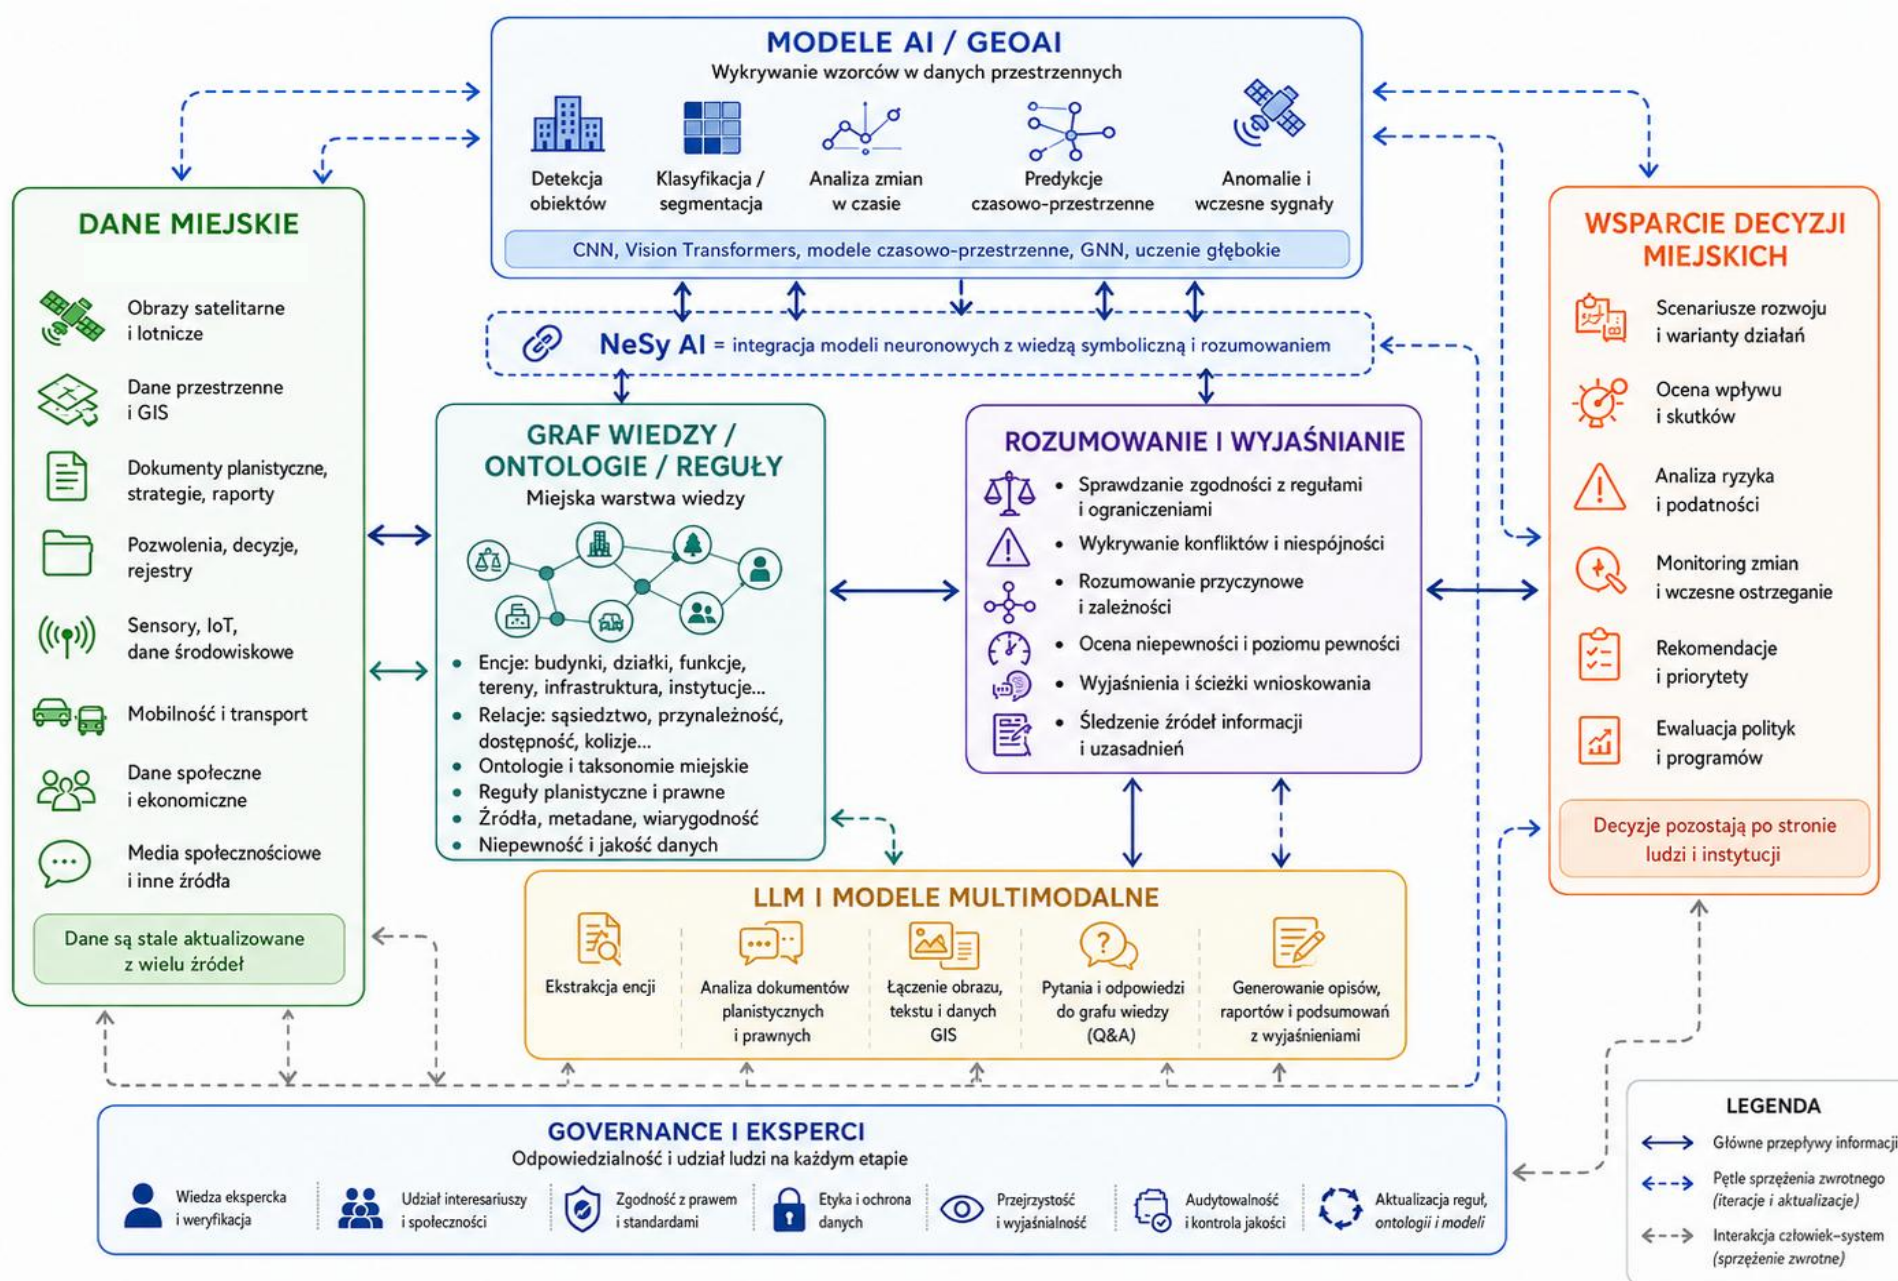 MODELE AI / GEOAI
Wykrywanie wzorców w danych przestrzennych
Detekcja
obiektów
Klasyfikacja /
segmentacja
Analiza zmian
w czasie
Predykcje
czasowo-przestrzenne
Anomalie i
wczesne sygnały
CNN, Vision Transformers, modele czasowo-przestrzenne, GNN, uczenie głębokie
NeSy AI = integracja modeli neuronowych z wiedzą symboliczną i rozumowaniem
DANE MIEJSKIE
Obrazy satelitarne
i lotnicze
Dane przestrzenne
i GIS
Dokumenty planistyczne,
strategie, raporty
Pozwolenia, decyzje,
rejestry
Sensory, IoT,
dane środowiskowe
Mobilność i transport
Dane społeczne
i ekonomiczne
Media społecznościowe
i inne źródła
Dane są stale aktualizowane
z wielu źródeł
GRAF WIEDZY /
ONTOLOGIE / REGUŁY
Miejska warstwa wiedzy
• Encje: budynki, działki, funkcje,
tereny, infrastruktura, instytucje...
• Relacje: sąsiedztwo, przynależność,
dostępność, kolizje...
• Ontologie i taksonomie miejskie
• Reguły planistyczne i prawne
• Źródła, metadane, wiarygodność
• Niepewność i jakość danych
ROZUMOWANIE I WYJAŚNIANIE
• Sprawdzanie zgodności z regułami
i ograniczeniami
• Wykrywanie konfliktów i niespójności
• Rozumowanie przyczynowe
i zależności
• Ocena niepewności i poziomu pewności
• Wyjaśnienia i ścieżki wnioskowania
• Śledzenie źródeł informacji
i uzasadnień
WSPARCIE DECYZJI
MIEJSKICH
Scenariusze rozwoju
i warianty działań
Ocena wpływu
i skutków
Analiza ryzyka
i podatności
Monitoring zmian
i wczesne ostrzeganie
Rekomendacje
i priorytety
Ewaluacja polityk
i programów
Decyzje pozostają po stronie
ludzi i instytucji
LLM I MODELE MULTIMODALNE
Ekstrakcja encji
Analiza dokumentów
planistycznych
i prawnych
Łączenie obrazu,
tekstu i danych
GIS
Pytania i odpowiedzi
do grafu wiedzy
(Q&A)
Generowanie opisów,
raportów i podsumowań
z wyjaśnieniami
GOVERNANCE I EKSPERCI
Odpowiedzialność i udział ludzi na każdym etapie
Wiedza ekspercka
i weryfikacja
Udział interesariuszy
i społeczności
Zgodność z prawem
i standardami
Etyka i ochrona
danych
Przejrzystość
i wyjaśnialność
Audytowalność
i kontrola jakości
Aktualizacja reguł,
ontologii i modeli
LEGENDA
Główne przepływy informacji
Pętle sprzężenia zwrotnego
(iteracje i aktualizacje)
Interakcja człowiek–system
(sprzężenie zwrotne)